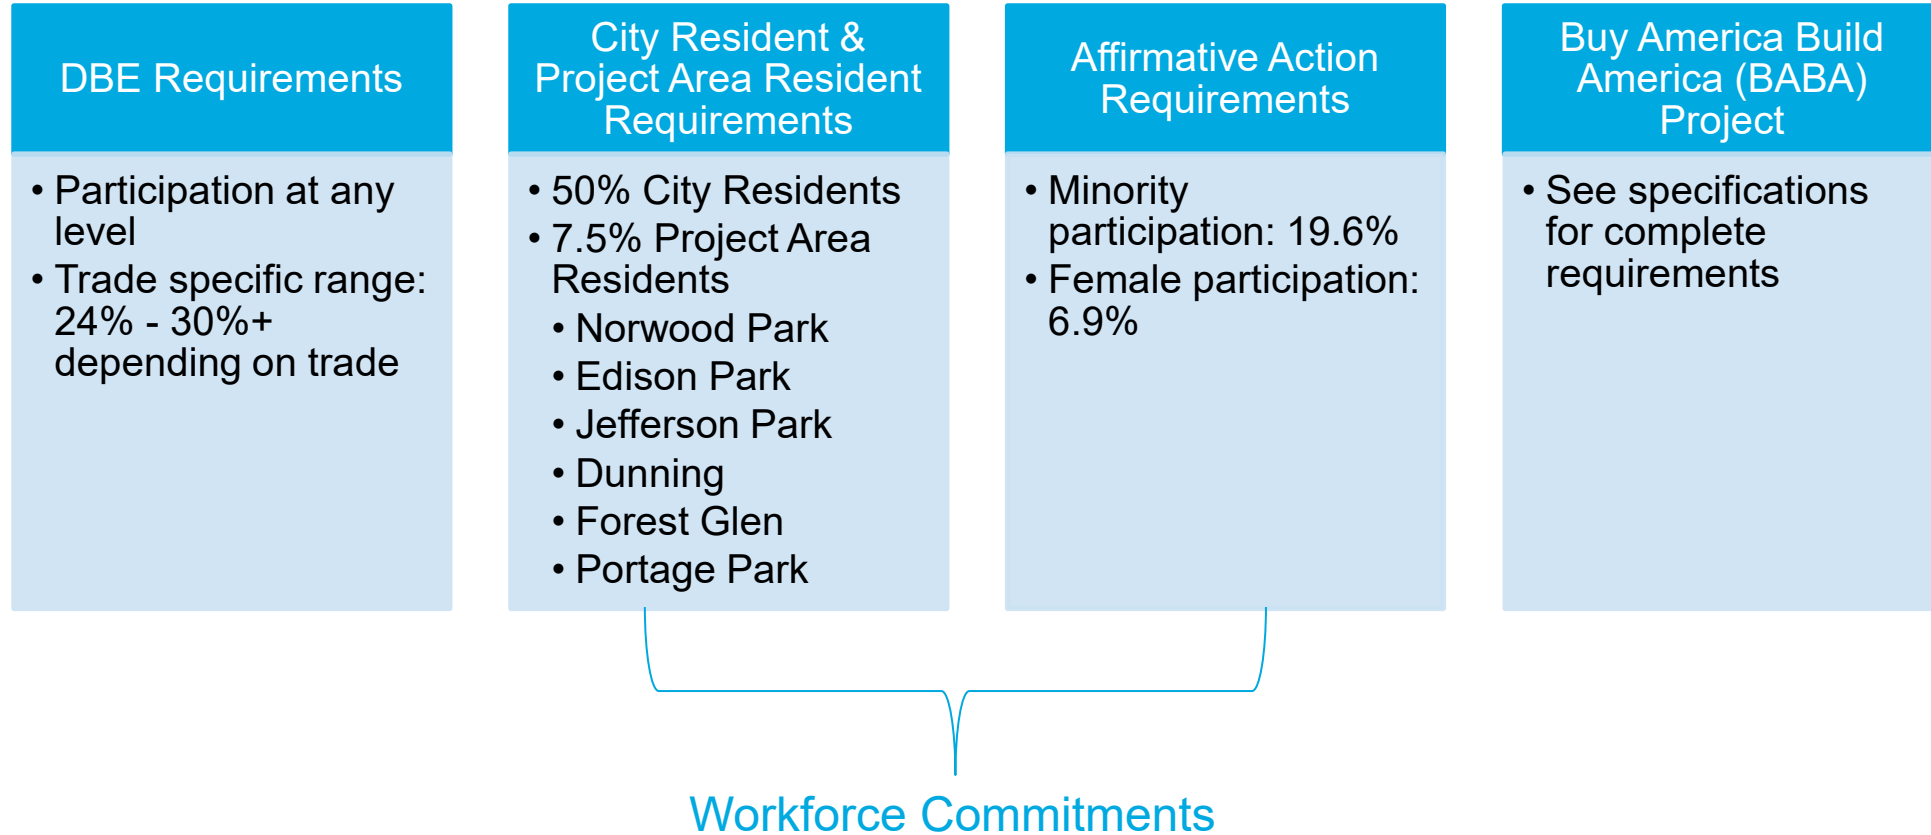 DBE Requirements
• Participation at any
level
• Trade specific range:
24% - 30%+
depending on trade
City Resident &
Project Area Resident
Requirements
• 50% City Residents
• 7.5% Project Area
Residents
• Norwood Park
• Edison Park
• Jefferson Park
• Dunning
• Forest Glen
• Portage Park
Affirmative Action
Requirements
• Minority
participation: 19.6%
• Female participation:
6.9%
Buy America Build
America (BABA)
Project
• See specifications
for complete
requirements
Workforce Commitments